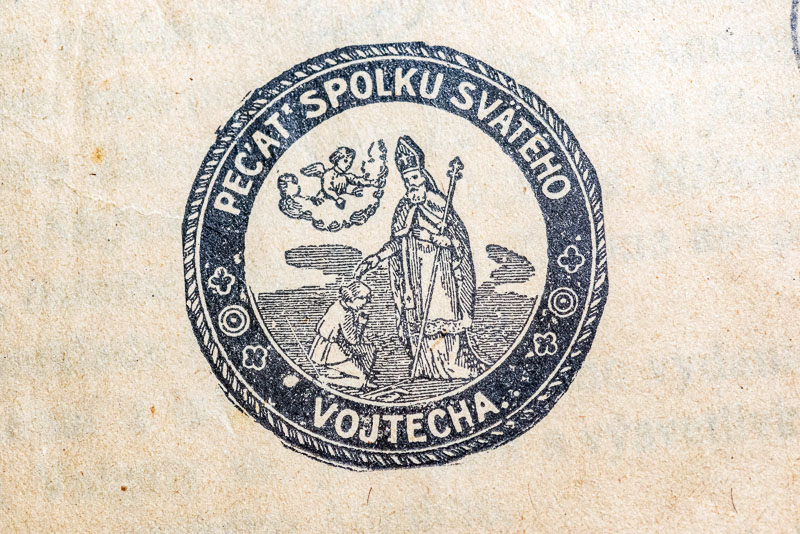 PEČAŤ SPOLKU SVÄTÉHO
VOJTECHA.